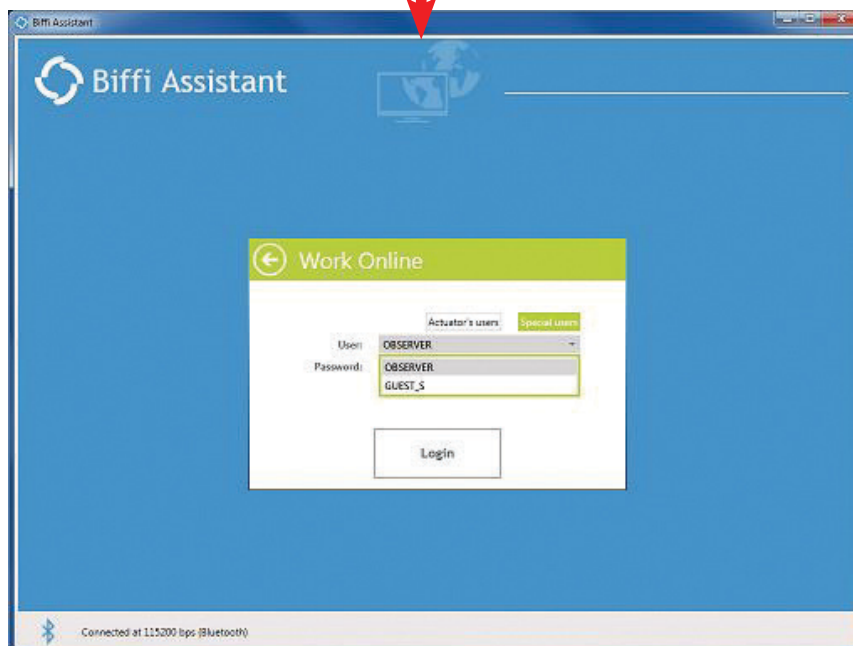 Biffi Assistant
Biffi Assistant
Work Online
Actuator's users Special users
User: OBSERVER
Password: OBSERVER
GUEST_S
Login
Connected at 115200 bps (Bluetooth)